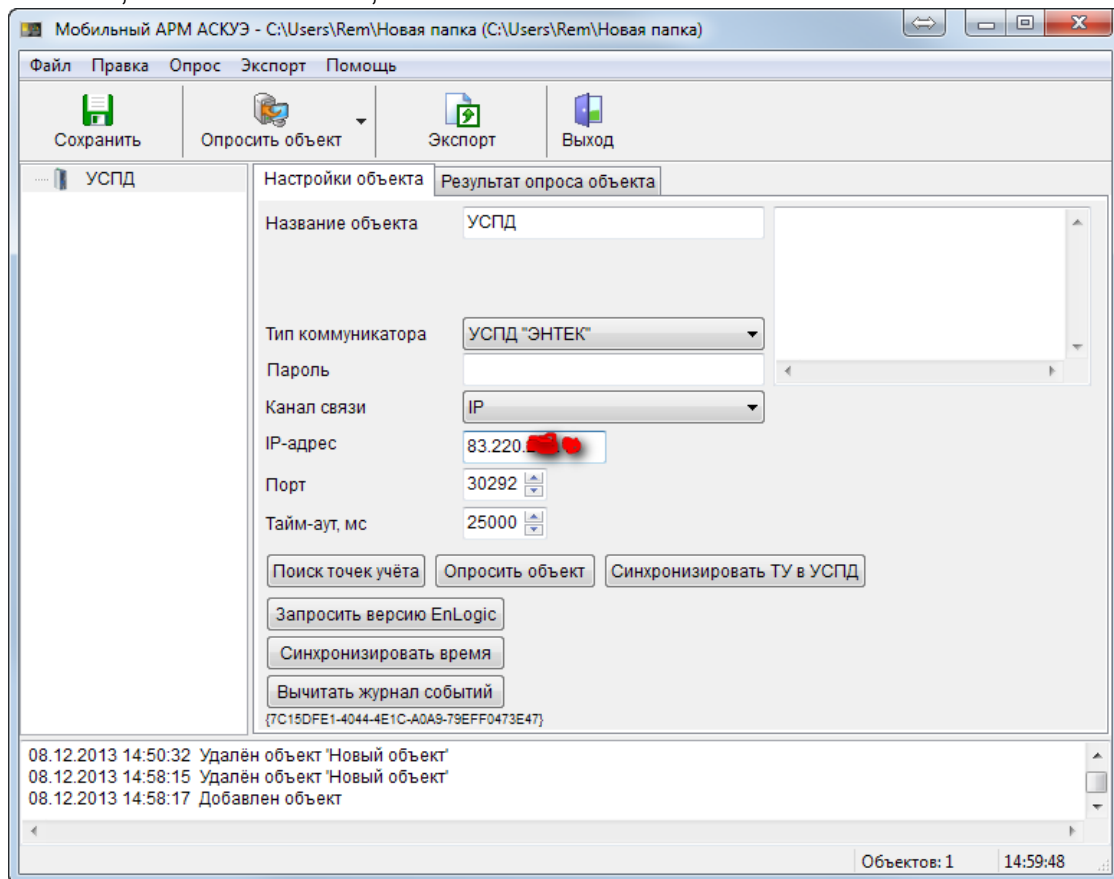 Мобильный АРМ АСКУЭ - C:\Users\Rem\Новая папка (C:\Users\Rem\Новая папка)
Файл Правка Опрос Экспорт Помощь
Сохранить Опросить объект Экспорт Выход
УСПД
Настройки объекта Результат опроса объекта
Название объекта УСПД
Тип коммуникатора УСПД "ЭНТЕК"
Пароль
Канал связи IP
IP-адрес 83.220.
Порт 30292
Тайм-аут, мс 25000
Поиск точек учёта Опросить объект Синхронизировать ТУ в УСПД
Запросить версию EnLogic
Синхронизировать время
Вычитать журнал событий
{7C15DFE1-4044-4E1C-A0A9-79EFF0473E47}
08.12.2013 14:50:32 Удалён объект 'Новый объект'
08.12.2013 14:58:15 Удалён объект 'Новый объект'
08.12.2013 14:58:17 Добавлен объект
Объектов: 1 14:59:48